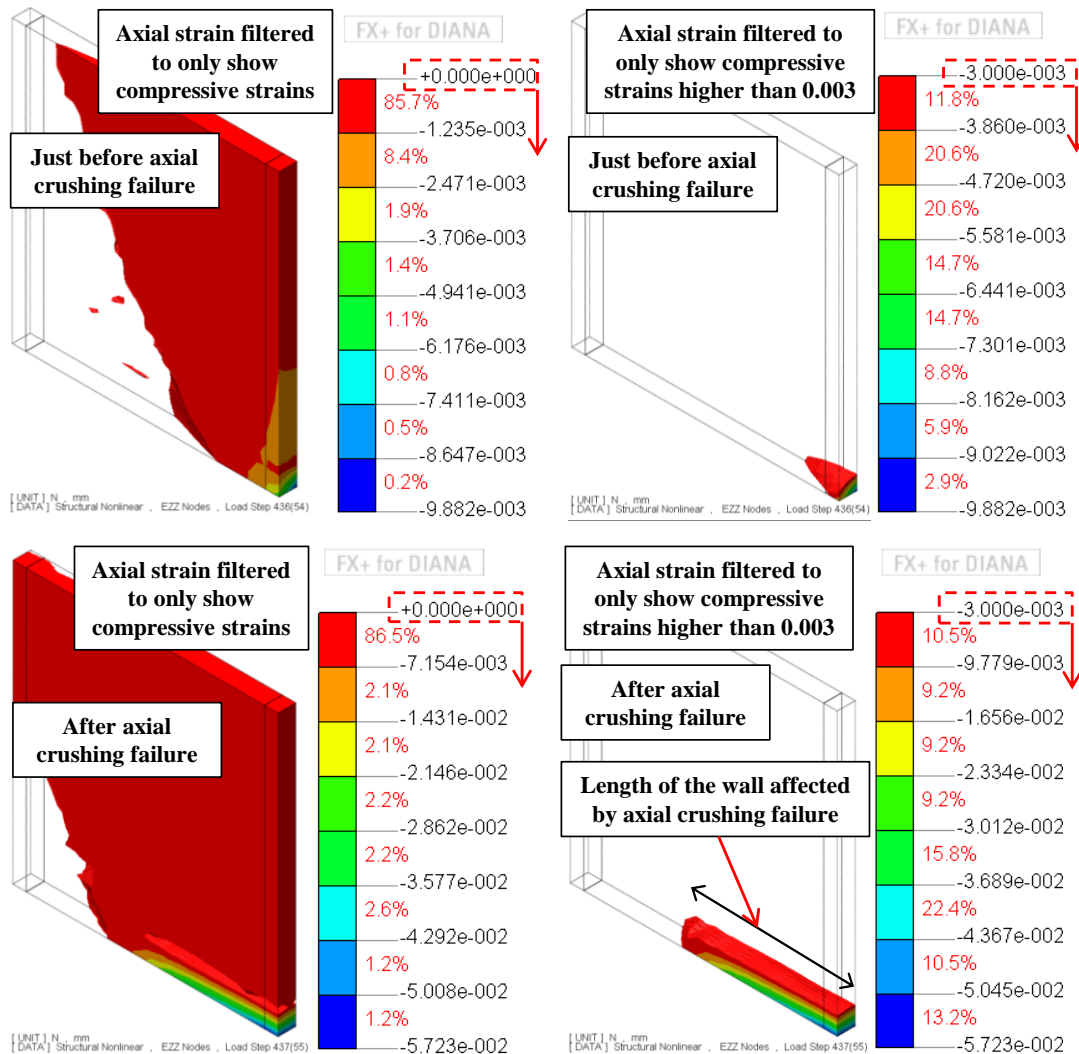 Axial strain filtered
to only show
compressive strains
Just before axial
crushing failure
FX+ for DIANA
+0.000e+000
85.7%
-1.235e-003
8.4%
-2.471e-003
1.9%
-3.706e-003
1.4%
-4.941e-003
1.1%
-6.176e-003
0.8%
-7.411e-003
0.5%
-8.647e-003
0.2%
-9.882e-003
[ UNIT ] N , mm
[ DATA ] Structural Nonlinear , EZZ Nodes , Load Step 436(54)
Axial strain filtered to
only show compressive
strains higher than 0.003
Just before axial
crushing failure
FX+ for DIANA
-3.000e-003
11.8%
-3.860e-003
20.6%
-4.720e-003
20.6%
-5.581e-003
14.7%
-6.441e-003
14.7%
-7.301e-003
8.8%
-8.162e-003
5.9%
-9.022e-003
2.9%
-9.882e-003
[ UNIT ] N , mm
[ DATA ] Structural Nonlinear , EZZ Nodes , Load Step 436(54)
Axial strain filtered
to only show
compressive strains
After axial
crushing failure
FX+ for DIANA
+0.000e+000
86.5%
-7.154e-003
2.1%
-1.431e-002
2.1%
-2.146e-002
2.2%
-2.862e-002
2.2%
-3.577e-002
2.6%
-4.292e-002
1.2%
-5.008e-002
1.2%
-5.723e-002
[ UNIT ] N , mm
[ DATA ] Structural Nonlinear , EZZ Nodes , Load Step 437(55)
Axial strain filtered to
only show compressive
strains higher than 0.003
After axial
crushing failure
Length of the wall affected
by axial crushing failure
FX+ for DIANA
-3.000e-003
10.5%
-9.779e-003
9.2%
-1.656e-002
9.2%
-2.334e-002
9.2%
-3.012e-002
15.8%
-3.689e-002
22.4%
-4.367e-002
10.5%
-5.045e-002
13.2%
-5.723e-002
[ UNIT ] N , mm
[ DATA ] Structural Nonlinear , EZZ Nodes , Load Step 437(55)